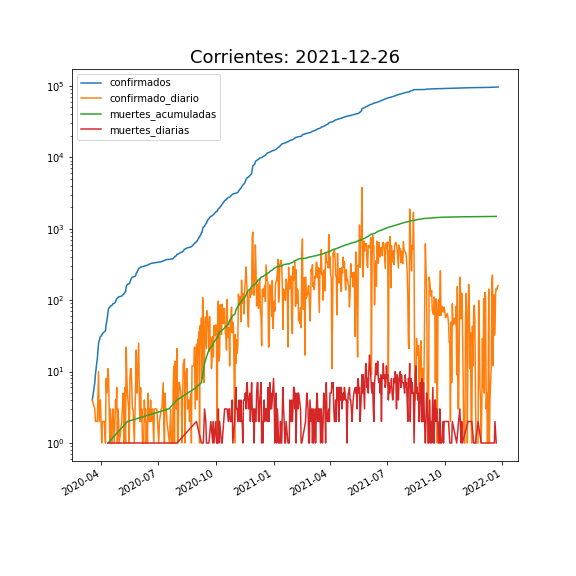 Corrientes: 2021-12-26
confirmados
confirmado_diario
muertes_acumuladas
muertes_diarias
10⁵
10⁴
10³
10²
10¹
10⁰
2020-04
2020-07
2020-10
2021-01
2021-04
2021-07
2021-10
2022-01